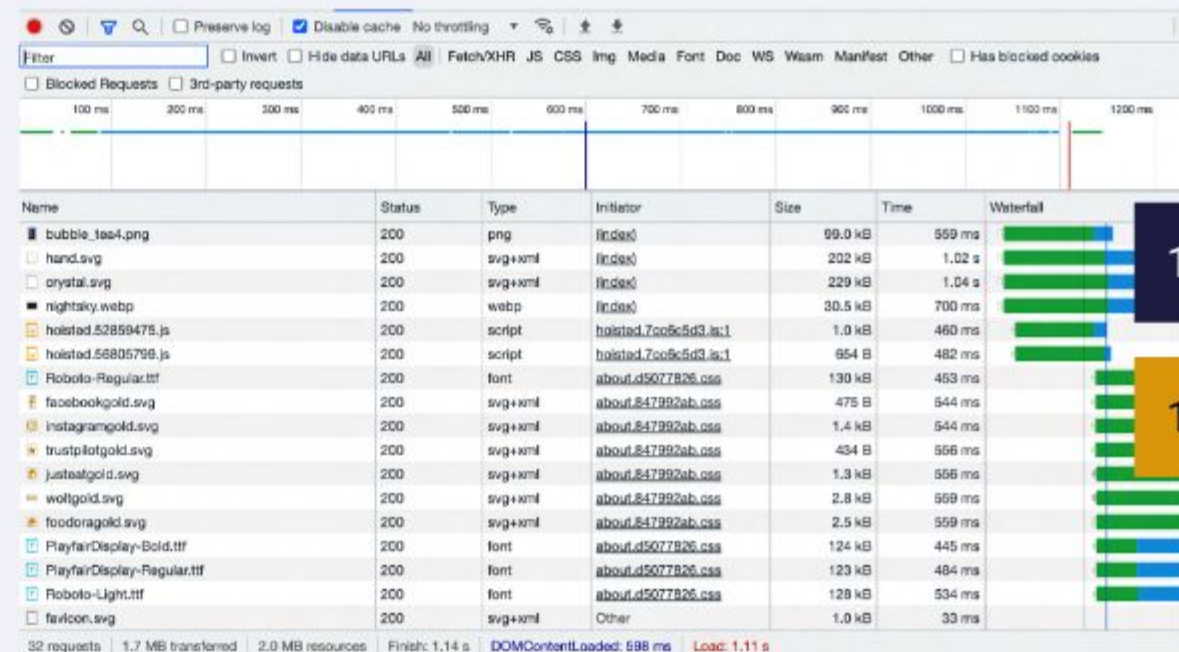 Preserve log Disable cache No throttling
Filter Invert Hide data URLs All Fetch/XHR JS CSS Img Media Font Doc WS Wasm Manifest Other Has blocked cookies
Blocked Requests 3rd-party requests
100 ms 200 ms 300 ms 400 ms 500 ms 600 ms 700 ms 800 ms 900 ms 1000 ms 1100 ms 1200 ms
Name Status Type Initiator Size Time Waterfall
bubble_tea4.png 200 png (index) 99.0 kB 559 ms
hand.svg 200 svg+xml (index) 202 kB 1.02 s
crystal.svg 200 svg+xml (index) 229 kB 1.04 s
nightsky.webp 200 webp (index) 30.5 kB 700 ms
hoisted.52859475.js 200 script hoisted.7cc6c5d3.js:1 1.0 kB 460 ms
hoisted.56805799.js 200 script hoisted.7cc6c5d3.js:1 654 B 482 ms
Roboto-Regular.ttf 200 font about.d5077826.css 130 kB 453 ms
facebookgold.svg 200 svg+xml about.847992ab.css 475 B 544 ms
instagramgold.svg 200 svg+xml about.847992ab.css 1.4 kB 544 ms
trustpilotgold.svg 200 svg+xml about.847992ab.css 434 B 556 ms
justeatgold.svg 200 svg+xml about.847992ab.css 1.3 kB 556 ms
woltgold.svg 200 svg+xml about.847992ab.css 2.8 kB 559 ms
foodoragold.svg 200 svg+xml about.847992ab.css 2.5 kB 559 ms
PlayfairDisplay-Bold.ttf 200 font about.d5077826.css 124 kB 445 ms
PlayfairDisplay-Regular.ttf 200 font about.d5077826.css 123 kB 484 ms
Roboto-Light.ttf 200 font about.d5077826.css 128 kB 534 ms
favicon.svg 200 svg+xml Other 1.0 kB 33 ms
32 requests 1.7 MB transferred 2.0 MB resources Finish: 1.14 s DOMContentLoaded: 598 ms Load: 1.11 s